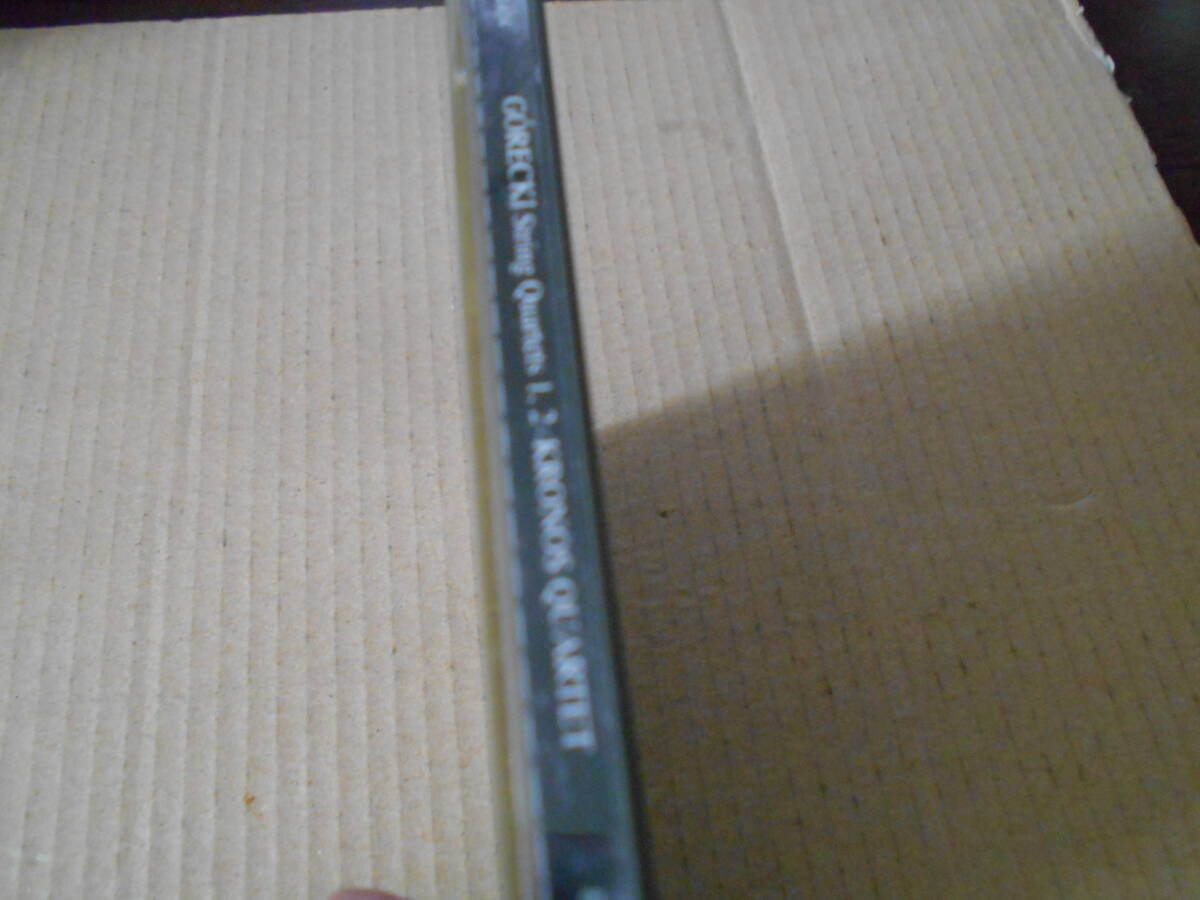 GÓRECKI String Quartets 1, 2 · KRONOS QUARTET